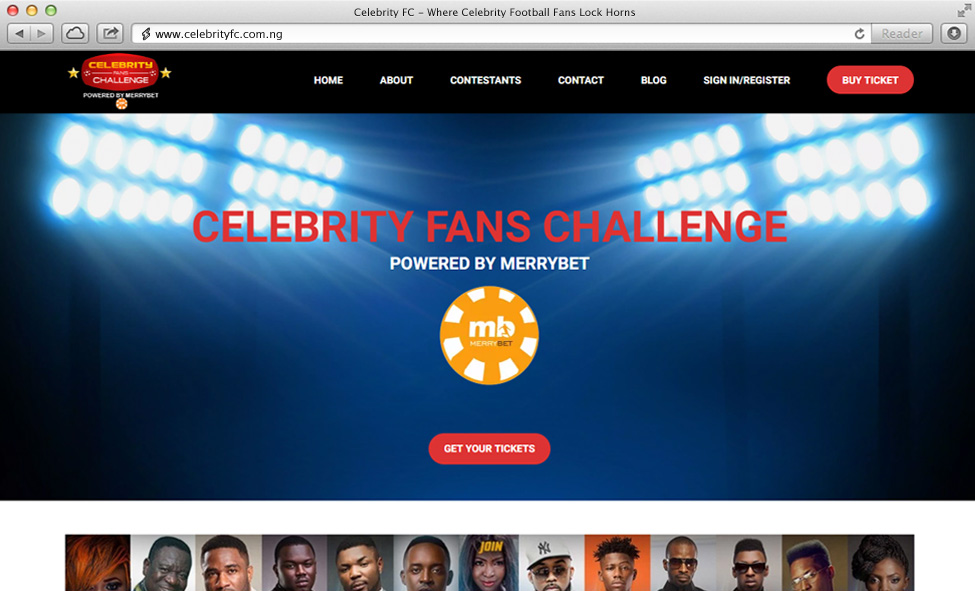 Celebrity FC – Where Celebrity Football Fans Lock Horns
www.celebrityfc.com.ng
Reader
CELEBRITY
FANS
CHALLENGE
POWERED BY MERRYBET
HOME
ABOUT
CONTESTANTS
CONTACT
BLOG
SIGN IN/REGISTER
BUY TICKET
CELEBRITY FANS CHALLENGE
POWERED BY MERRYBET
mb
MERRYBET
GET YOUR TICKETS
JOIN
NY